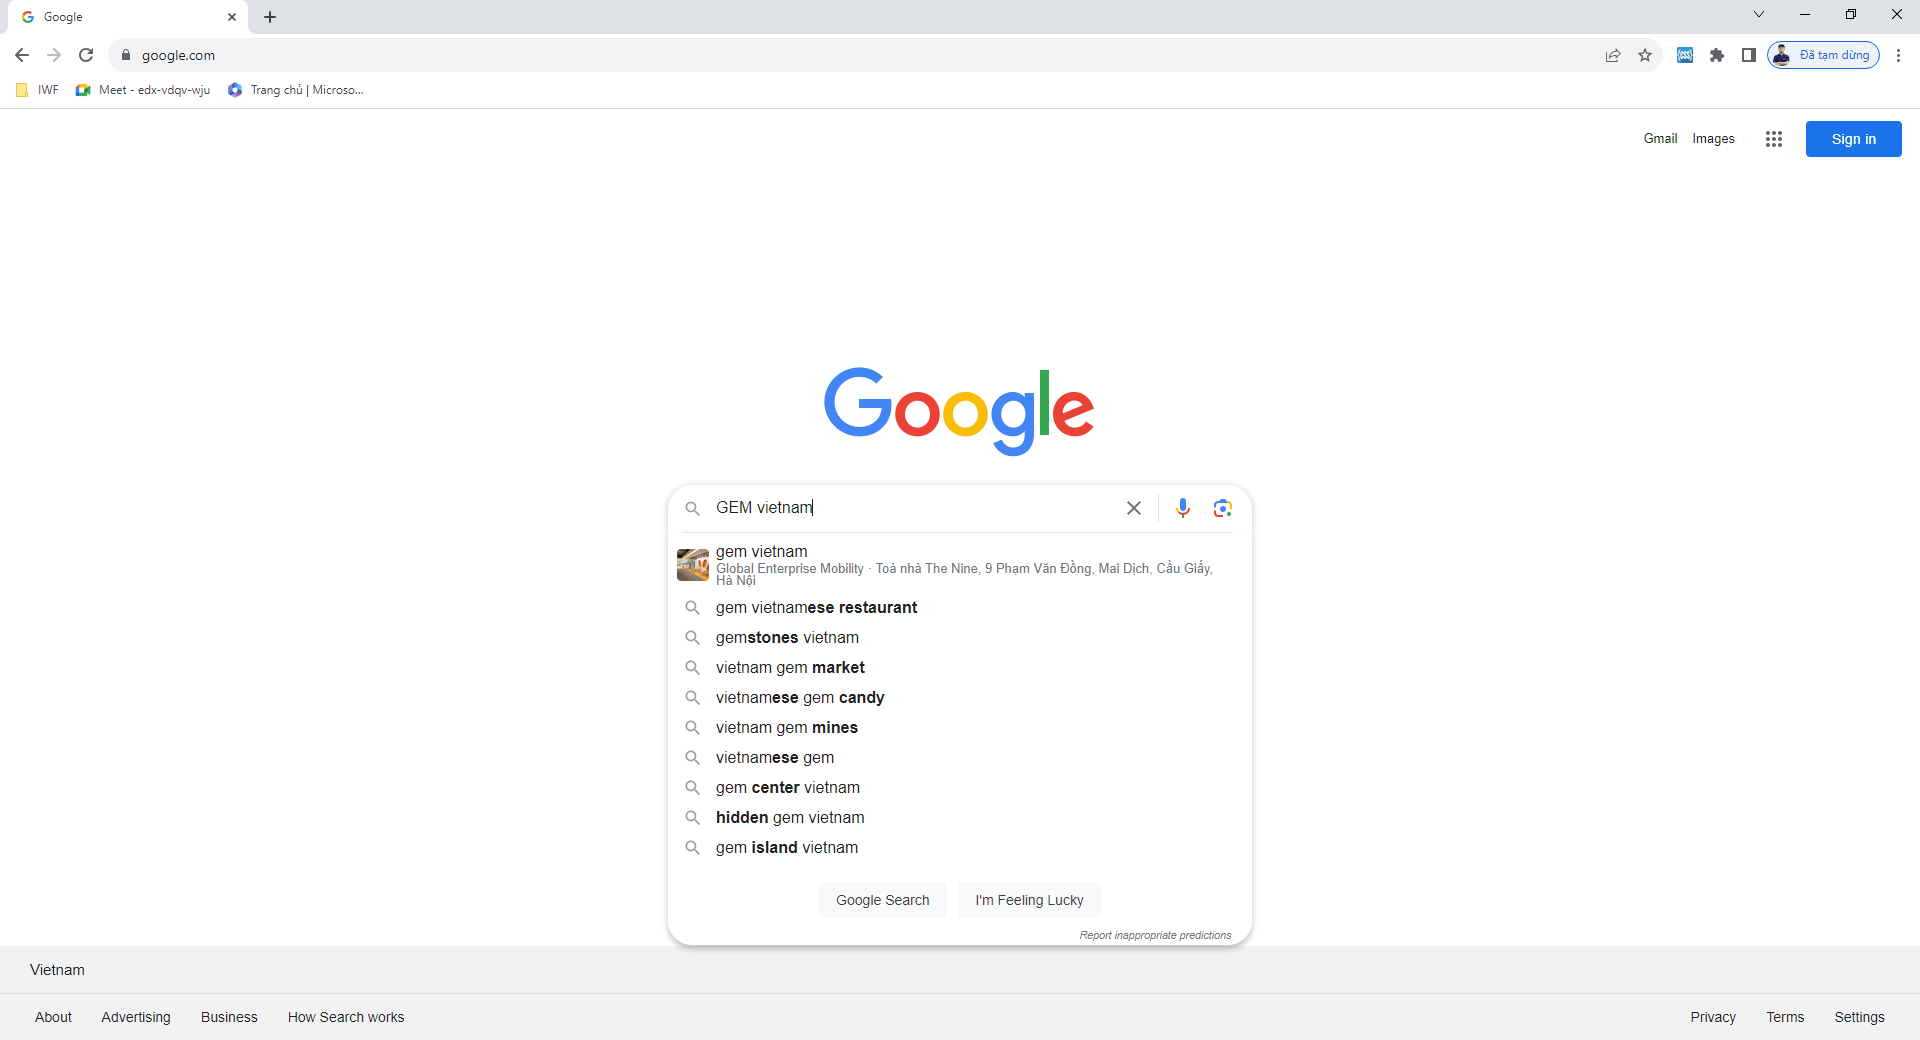 Google
google.com
Đã tạm dừng
IWF
Meet - edx-vdqv-wju
Trang chủ | Microso...
Gmail
Images
Sign in
Google
GEM vietnam
gem vietnam
Global Enterprise Mobility · Toà nhà The Nine, 9 Phạm Văn Đồng, Mai Dịch, Cầu Giấy,
Hà Nội
gem vietnamese restaurant
gemstones vietnam
vietnam gem market
vietnamese gem candy
vietnam gem mines
vietnamese gem
gem center vietnam
hidden gem vietnam
gem island vietnam
Google Search
I'm Feeling Lucky
Report inappropriate predictions
Vietnam
About
Advertising
Business
How Search works
Privacy
Terms
Settings